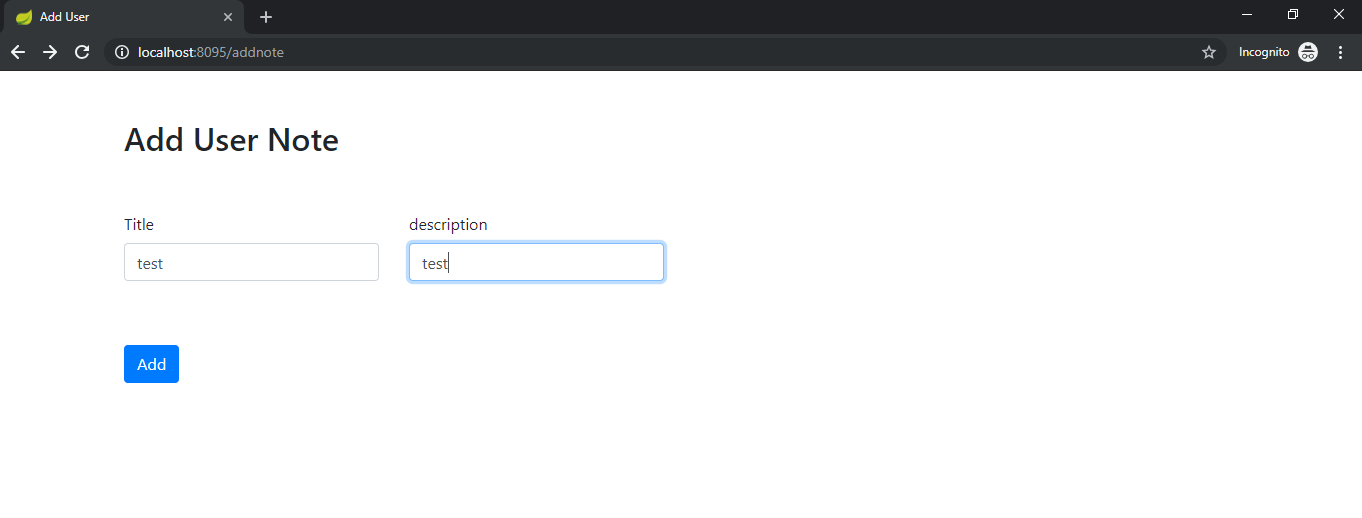 Add User
localhost:8095/addnote
Incognito
Add User Note
Title
description
test
test
Add